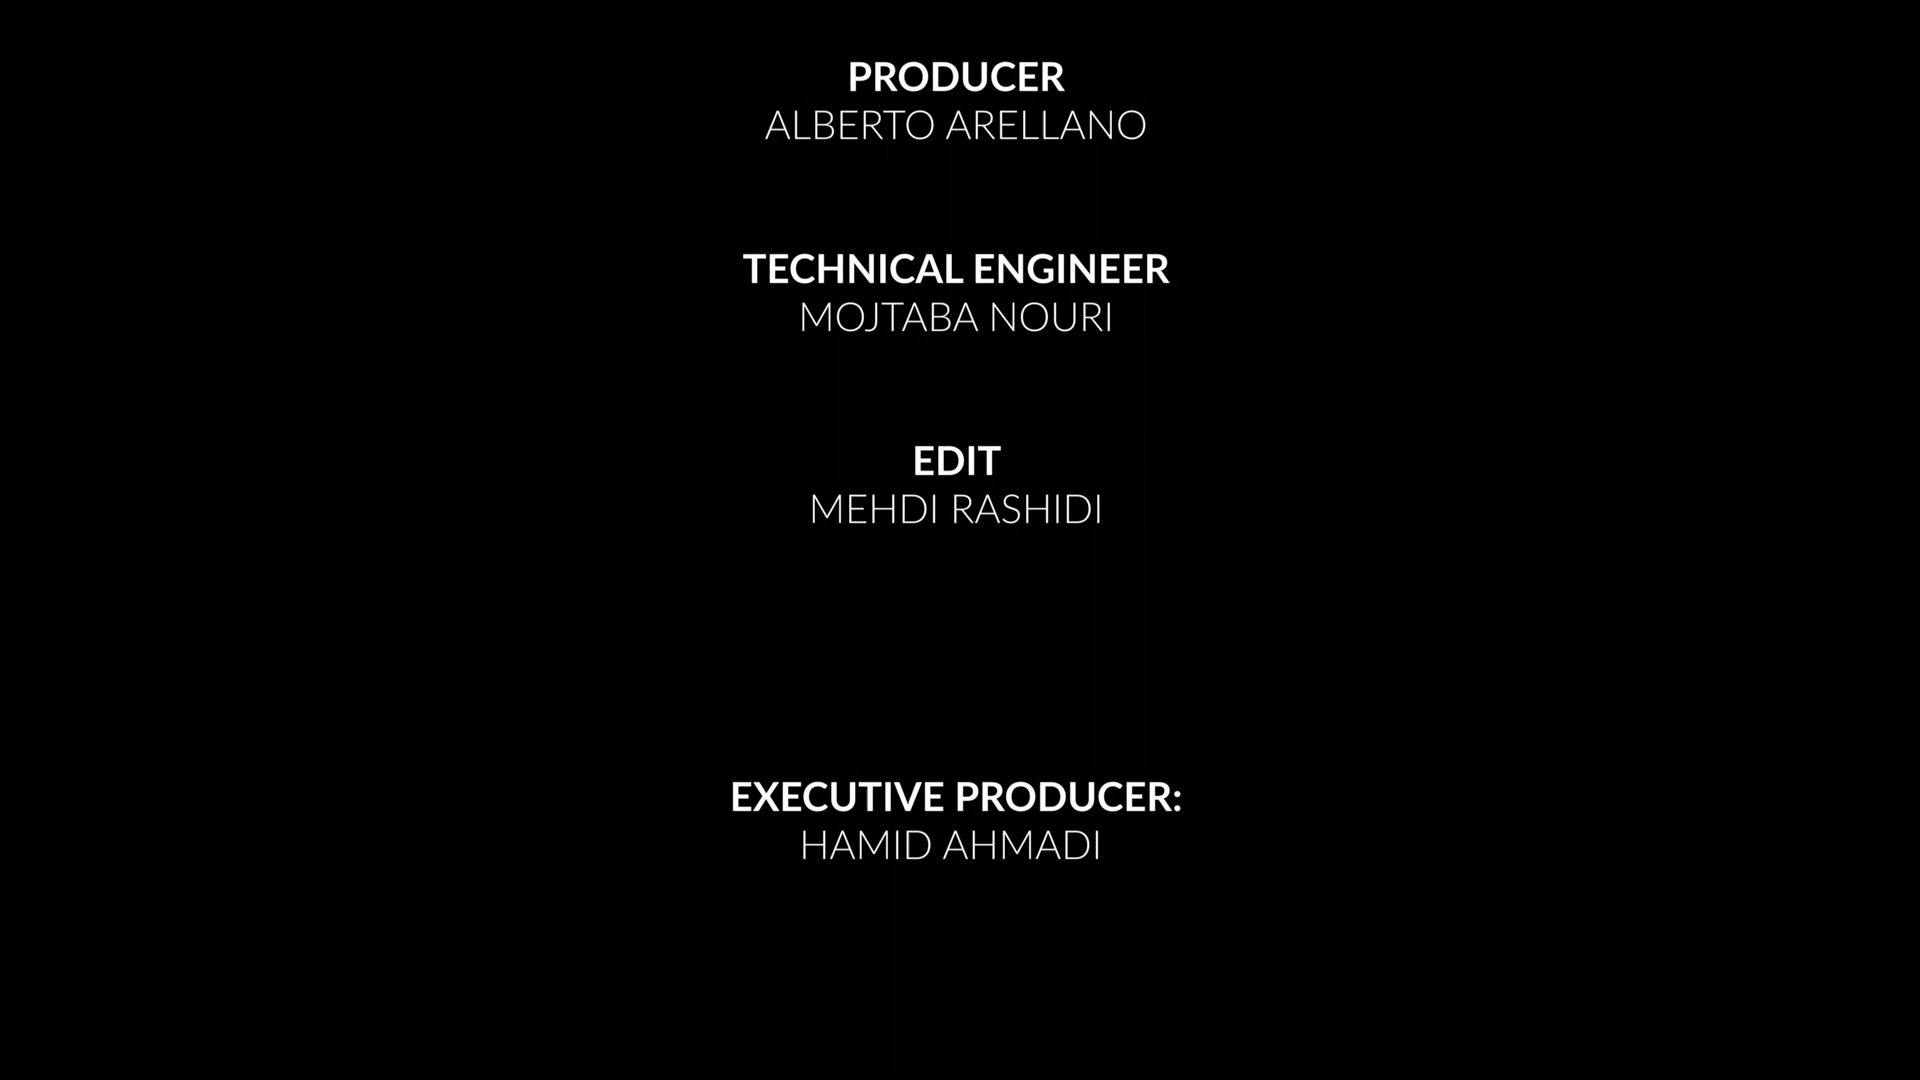 PRODUCER
ALBERTO ARELLANO
TECHNICAL ENGINEER
MOJTABA NOURI
EDIT
MEHDI RASHIDI
EXECUTIVE PRODUCER:
HAMID AHMADI